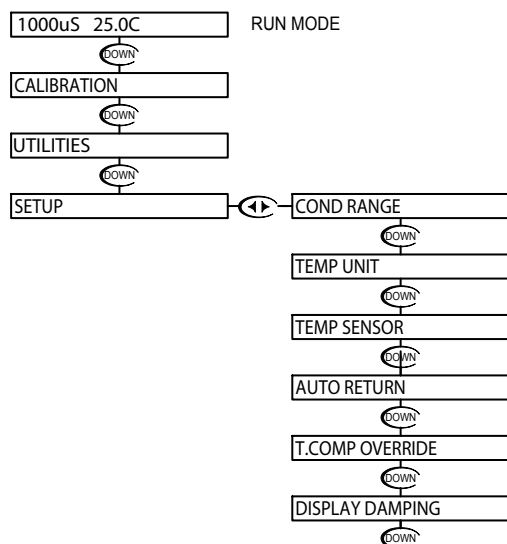 1000uS 25.0C RUN MODE
DOWN
CALIBRATION
DOWN
UTILITIES
DOWN
SETUP COND RANGE
DOWN
TEMP UNIT
DOWN
TEMP SENSOR
DOWN
AUTO RETURN
DOWN
T.COMP OVERRIDE
DOWN
DISPLAY DAMPING
DOWN